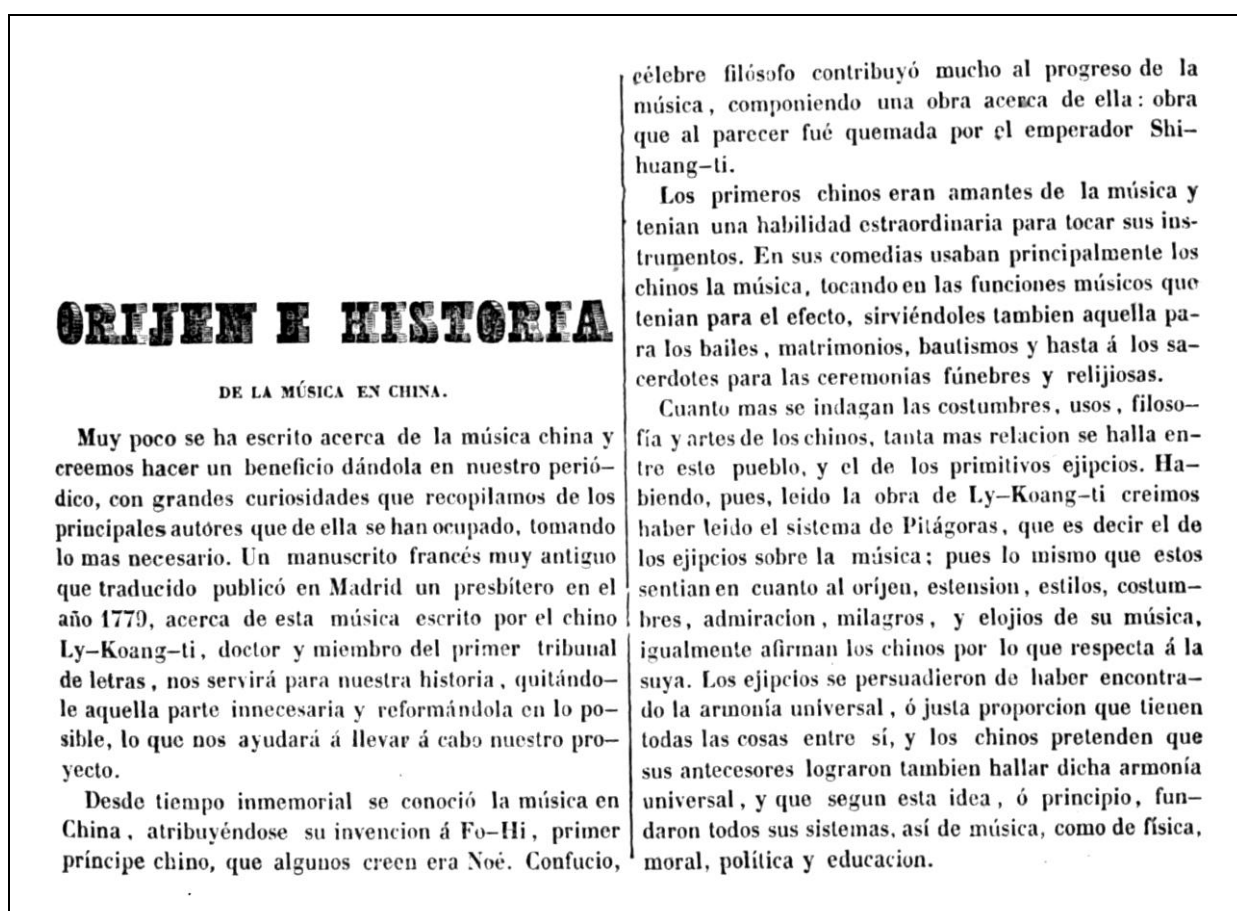 ORIJEN E HISTORIA
DE LA MÚSICA EN CHINA.
Muy poco se ha escrito acerca de la música china y
creemos hacer un beneficio dándola en nuestro perió–
dico, con grandes curiosidades que recopilamos de los
principales autóres que de ella se han ocupado, tomando
lo mas necesario. Un manuscrito francés muy antiguo
que traducido publicó en Madrid un presbítero en el
año 1779, acerca de esta música escrito por el chino
Ly–Koang–ti, doctor y miembro del primer tribunal
de letras, nos servirá para nuestra historia, quitándo–
le aquella parte innecesaria y reformándola en lo po–
sible, lo que nos ayudará á llevar á cabo nuestro pro–
yecto.
Desde tiempo inmemorial se conoció la música en
China, atribuyéndose su invencion á Fo–Hi, primer
príncipe chino, que algunos creen era Noé. Confucio,
célebre filósofo contribuyó mucho al progreso de la
música, componiendo una obra acerca de ella: obra
que al parecer fué quemada por el emperador Shi–
huang–ti.
Los primeros chinos eran amantes de la música y
tenian una habilidad estraordinaria para tocar sus ins-
trumentos. En sus comedias usaban principalmente los
chinos la música, tocando en las funciones músicos que
tenian para el efecto, sirviéndoles tambien aquella pa–
ra los bailes, matrimonios, bautismos y hasta á los sa–
cerdotes para las ceremonias fúnebres y relijiosas.
Cuanto mas se indagan las costumbres, usos, filoso–
fía y artes de los chinos, tanta mas relacion se halla en–
tre este pueblo, y el de los primitivos ejipcios. Ha–
biendo, pues, leido la obra de Ly–Koang–ti creimos
haber leido el sistema de Pitágoras, que es decir el de
los ejipcios sobre la música; pues lo mismo que estos
sentian en cuanto al oríjen, estension, estilos, costum–
bres, admiracion, milagros, y elojios de su música,
igualmente afirman los chinos por lo que respecta á la
suya. Los ejipcios se persuadieron de haber encontra–
do la armonía universal, ó justa proporcion que tienen
todas las cosas entre sí, y los chinos pretenden que
sus antecesores lograron tambien hallar dicha armonía
universal, y que segun esta idea, ó principio, fun–
daron todos sus sistemas, así de música, como de física,
moral, política y educacion.